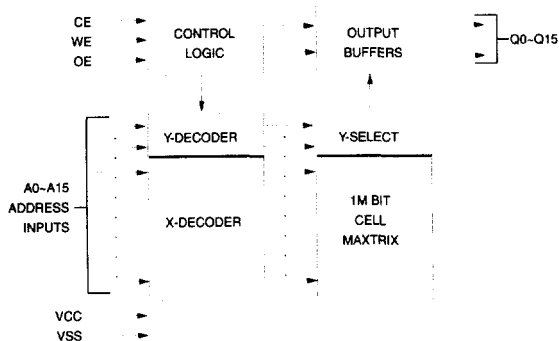 CE
WE
OE
CONTROL
LOGIC
OUTPUT
BUFFERS
Q0~Q15
Y-DECODER
Y-SELECT
A0~A15
ADDRESS
INPUTS
X-DECODER
1M BIT
CELL
MAXTRIX
VCC
VSS